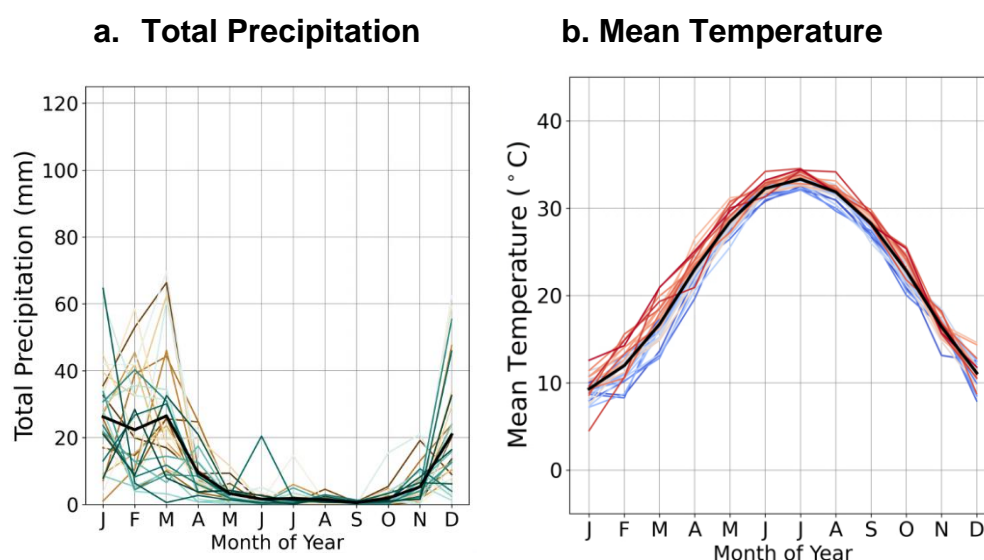 a. Total Precipitation
b. Mean Temperature
Total Precipitation (mm)
120
100
80
60
40
20
0
J F M A M J J A S O N D
Month of Year
Mean Temperature (°C)
40
30
20
10
0
J F M A M J J A S O N D
Month of Year